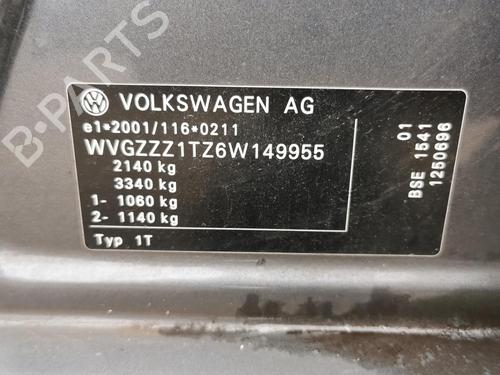 VOLKSWAGEN AG
e1*2001/116*0211
WVGZZZ1TZ6W149955
2140 kg
3340 kg
1- 1060 kg
2- 1140 kg
Typ 1T
01
BSE 1541
1250696
B-PARTS